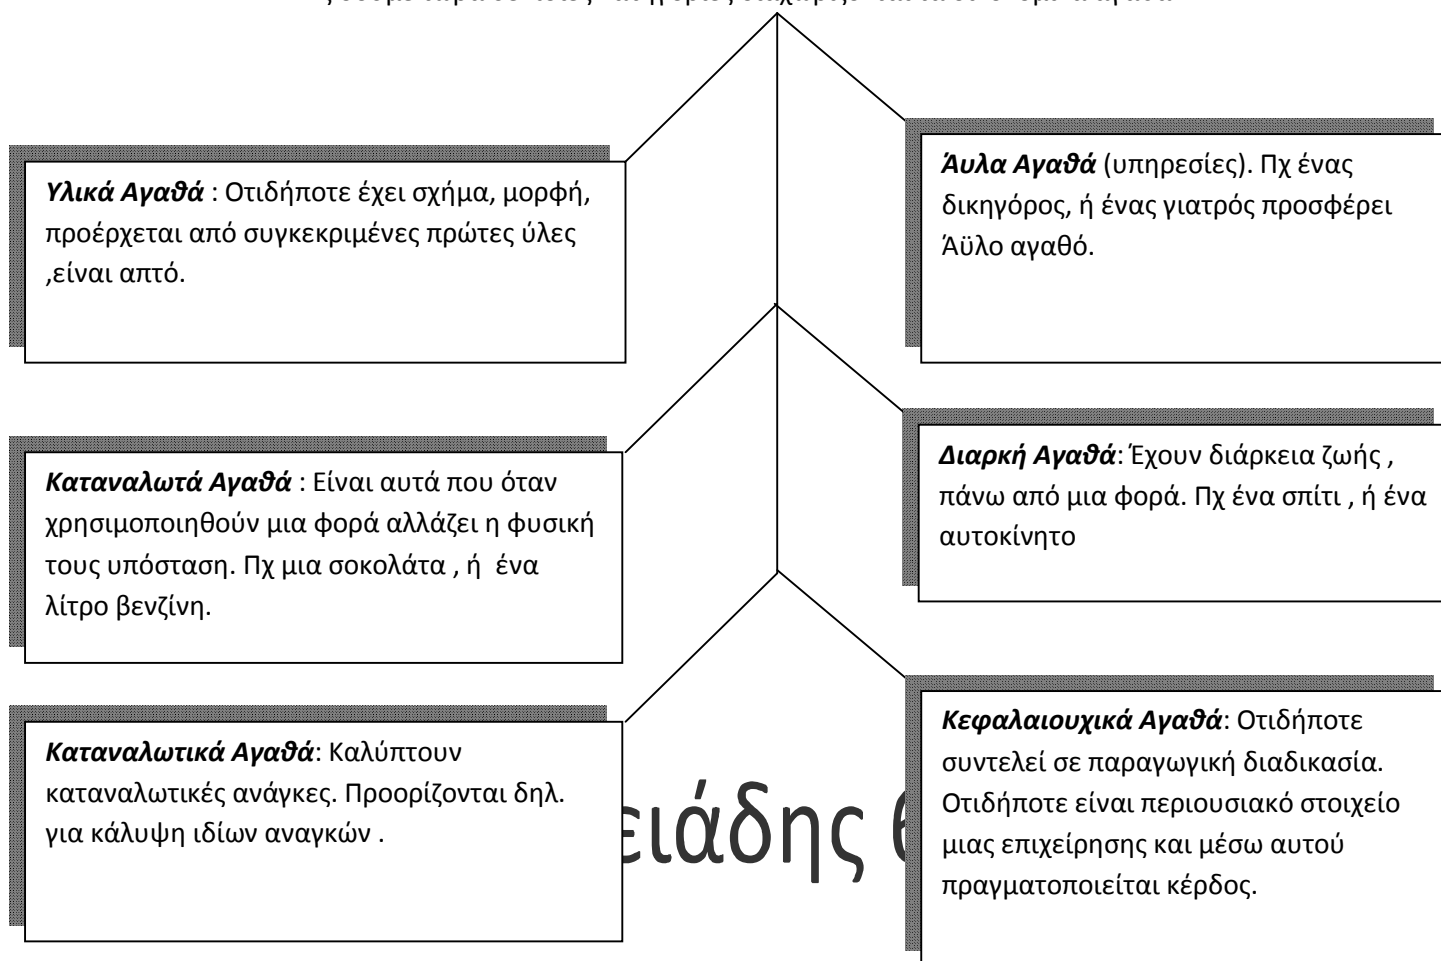 Υλικά Αγαθά : Οτιδήποτε έχει σχήμα, μορφή,
προέρχεται από συγκεκριμένες πρώτες ύλες
,είναι απτό.
Άυλα Αγαθά (υπηρεσίες). Πχ ένας
δικηγόρος, ή ένας γιατρός προσφέρει
Άϋλο αγαθό.
Καταναλωτά Αγαθά : Είναι αυτά που όταν
χρησιμοποιηθούν μια φορά αλλάζει η φυσική
τους υπόσταση. Πχ μια σοκολάτα , ή ένα
λίτρο βενζίνη.
Διαρκή Αγαθά: Έχουν διάρκεια ζωής ,
πάνω από μια φορά. Πχ ένα σπίτι , ή ένα
αυτοκίνητο
Καταναλωτικά Αγαθά: Καλύπτουν
καταναλωτικές ανάγκες. Προορίζονται δηλ.
για κάλυψη ιδίων αναγκών .
ειάδης
Κεφαλαιουχικά Αγαθά: Οτιδήποτε
συντελεί σε παραγωγική διαδικασία.
Οτιδήποτε είναι περιουσιακό στοιχείο
μιας επιχείρησης και μέσω αυτού
πραγματοποιείται κέρδος.